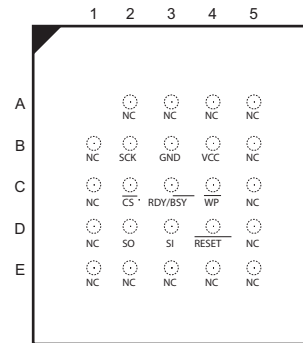 1 2 3 4 5
A
NC NC NC NC
B
NC SCK GND VCC NC
C
NC CS RDY/BSY WP NC
D
NC SO SI RESET NC
E
NC NC NC NC NC